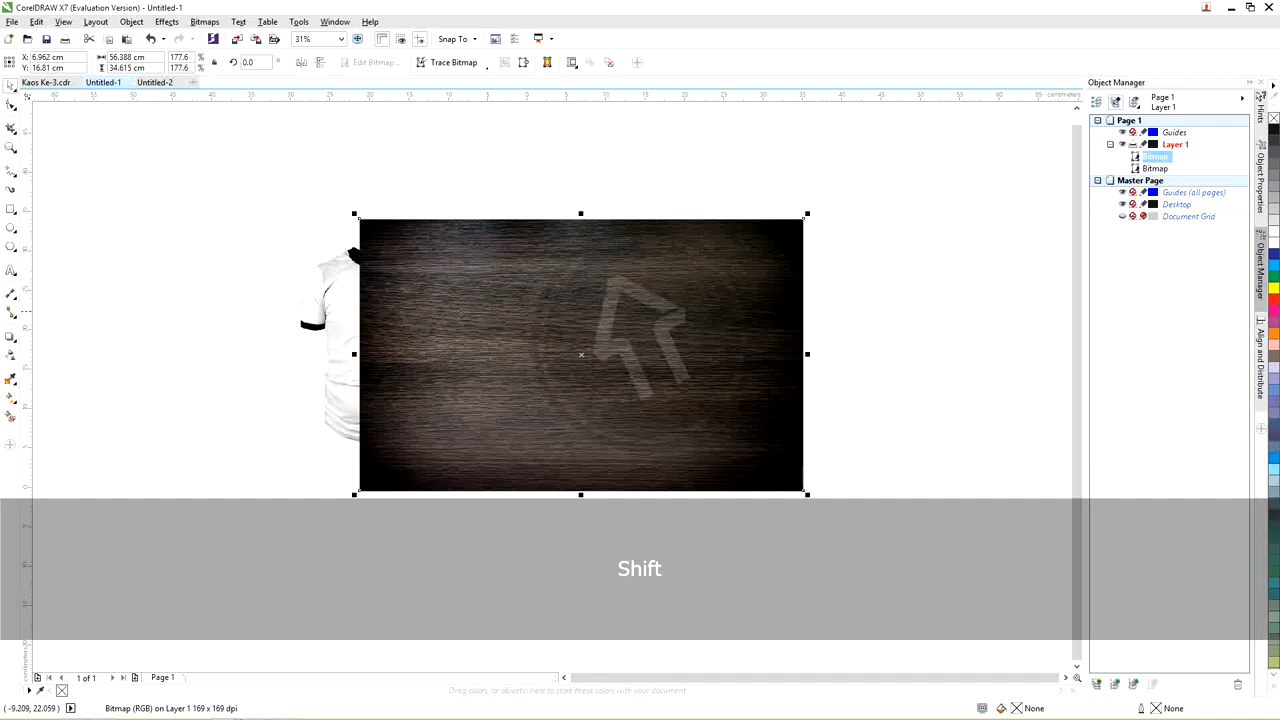 CorelDRAW X7 (Evaluation Version) - Untitled-1
File Edit View Layout Object Effects Bitmaps Text Table Tools Window Help
31% Snap To
X: 6.962 cm 56.388 cm 177.6 %
Y: 16.81 cm 34.615 cm 177.6 %
0.0 ° Edit Bitmap... Trace Bitmap
Kaos Ke-3.cdr Untitled-1 Untitled-2
centimeters
Object Manager
Page 1
Layer 1
Page 1
Guides
Layer 1
Bitmap
Bitmap
Master Page
Guides (all pages)
Desktop
Document Grid
Hints
Object Properties
Object Manager
Align and Distribute
Shift
1 of 1 Page 1
Drag colors (or objects) here to store these colors with your document
( -9.209, 22.059 ) Bitmap (RGB) on Layer 1 169 x 169 dpi None None